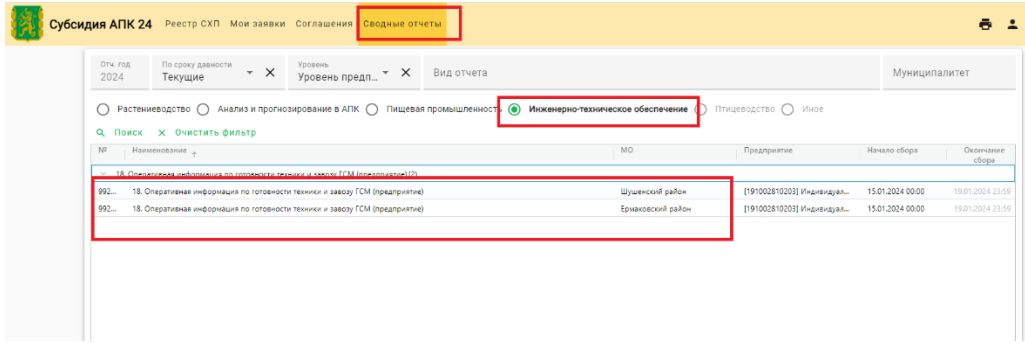 Субсидия АПК 24 Реестр СХП Мои заявки Соглашения Сводные отчеты
Отч. год По сроку давности Уровень
2024 Текущие Уровень предп... Вид отчета Муниципалитет
Растениеводство Анализ и прогнозирование в АПК Пищевая промышленность Инженерно-техническое обеспечение Птицеводство Иное
Поиск Очистить фильтр
№ Наименование МО Предприятие Начало сбора Окончание сбора
18. Оперативная информация по готовности техники и завозу ГСМ (предприятие) (2)
992... 18. Оперативная информация по готовности техники и завозу ГСМ (предприятие) Шушенский район [191002810203] Индивидуал... 15.01.2024 00:00 19.01.2024 23:59
992... 18. Оперативная информация по готовности техники и завозу ГСМ (предприятие) Ермаковский район [191002810203] Индивидуал... 15.01.2024 00:00 19.01.2024 23:59